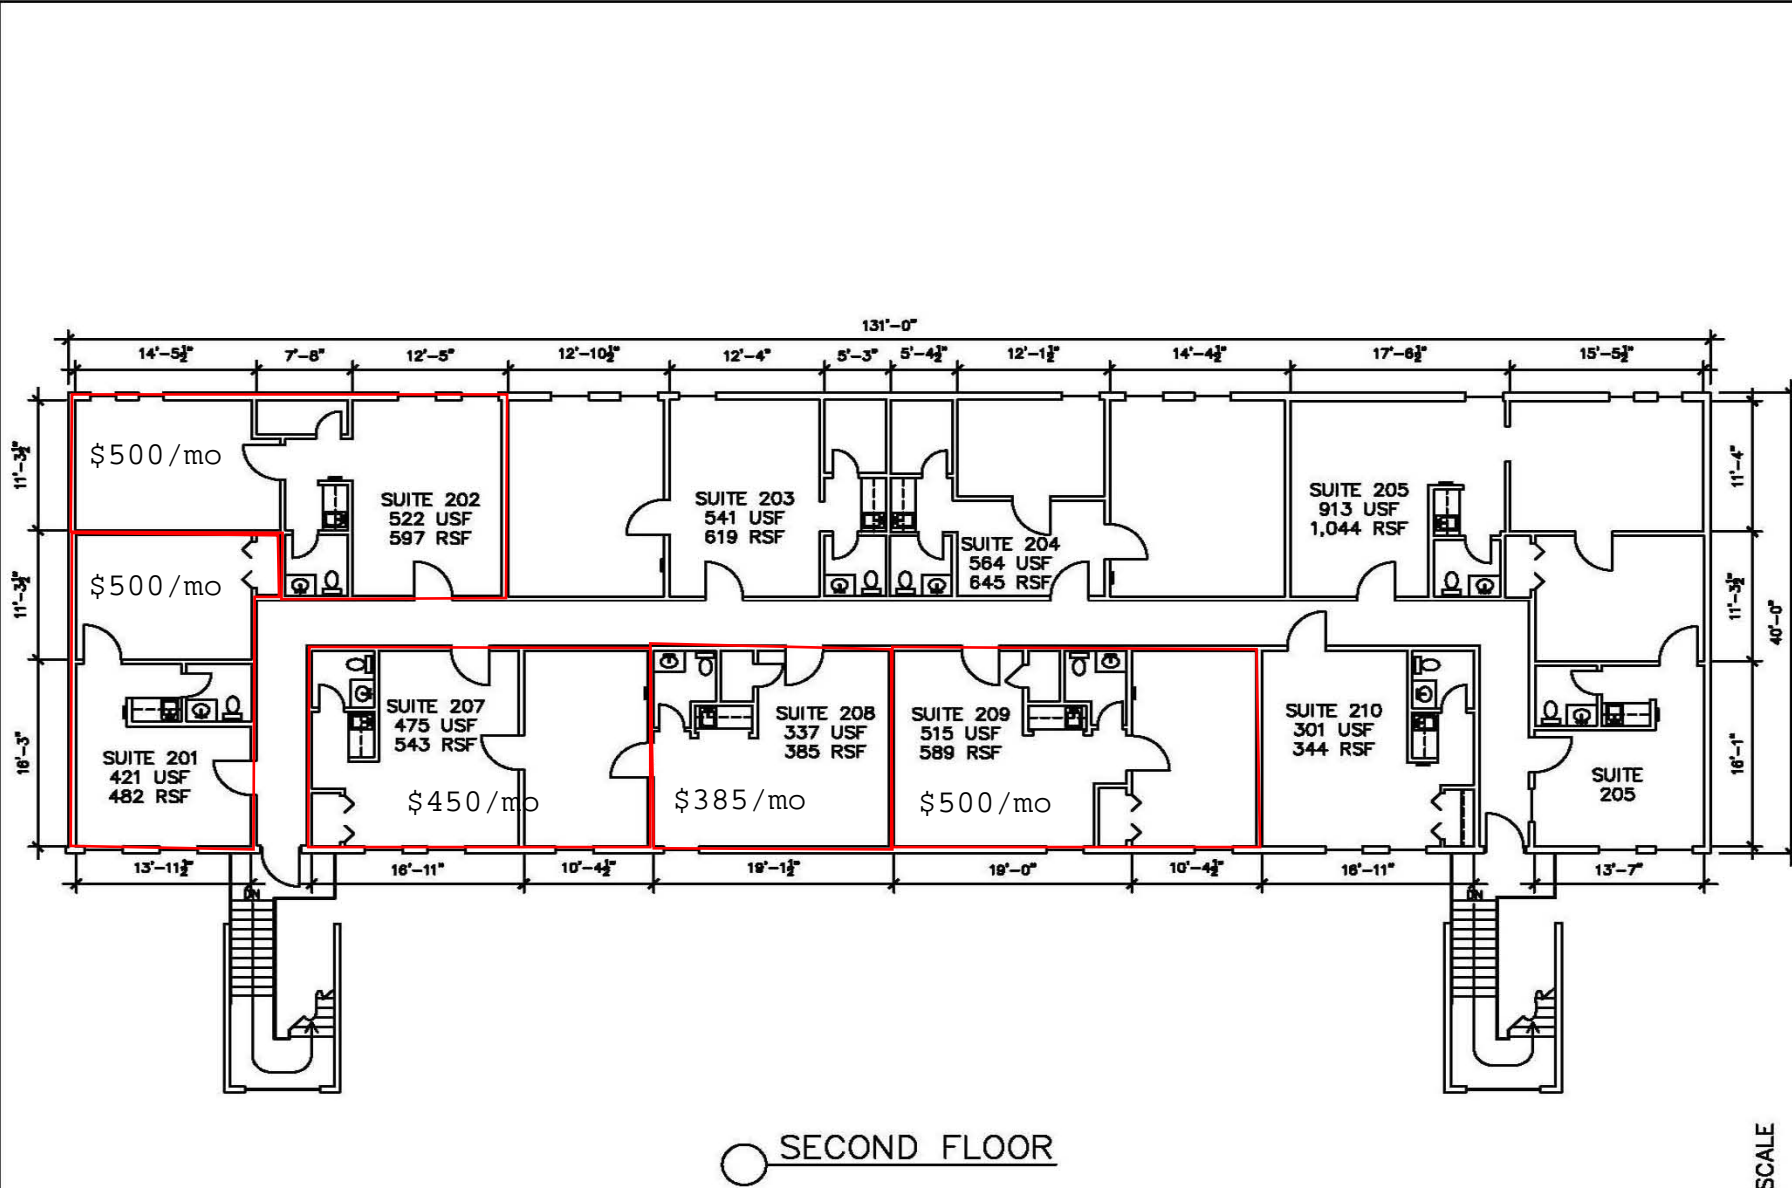 131'-0"
14'-5½"
7'-8"
12'-5"
12'-10½"
12'-4"
5'-3"
5'-4½"
12'-1½"
14'-4½"
17'-6½"
15'-5½"
11'-3½"
11'-3½"
16'-3"
$500/mo
SUITE 202
522 USF
597 RSF
$500/mo
SUITE 201
421 USF
482 RSF
SUITE 203
541 USF
619 RSF
SUITE 204
564 USF
645 RSF
SUITE 205
913 USF
1,044 RSF
11'-4"
11'-3½"
16'-1"
40'-0"
SUITE 207
475 USF
543 RSF
$450/mo
SUITE 208
337 USF
385 RSF
$385/mo
SUITE 209
515 USF
589 RSF
$500/mo
SUITE 210
301 USF
344 RSF
SUITE
205
13'-11½"
16'-11"
10'-4½"
19'-1½"
19'-0"
10'-4½"
16'-11"
13'-7"
DN
DN
SECOND FLOOR
SCALE